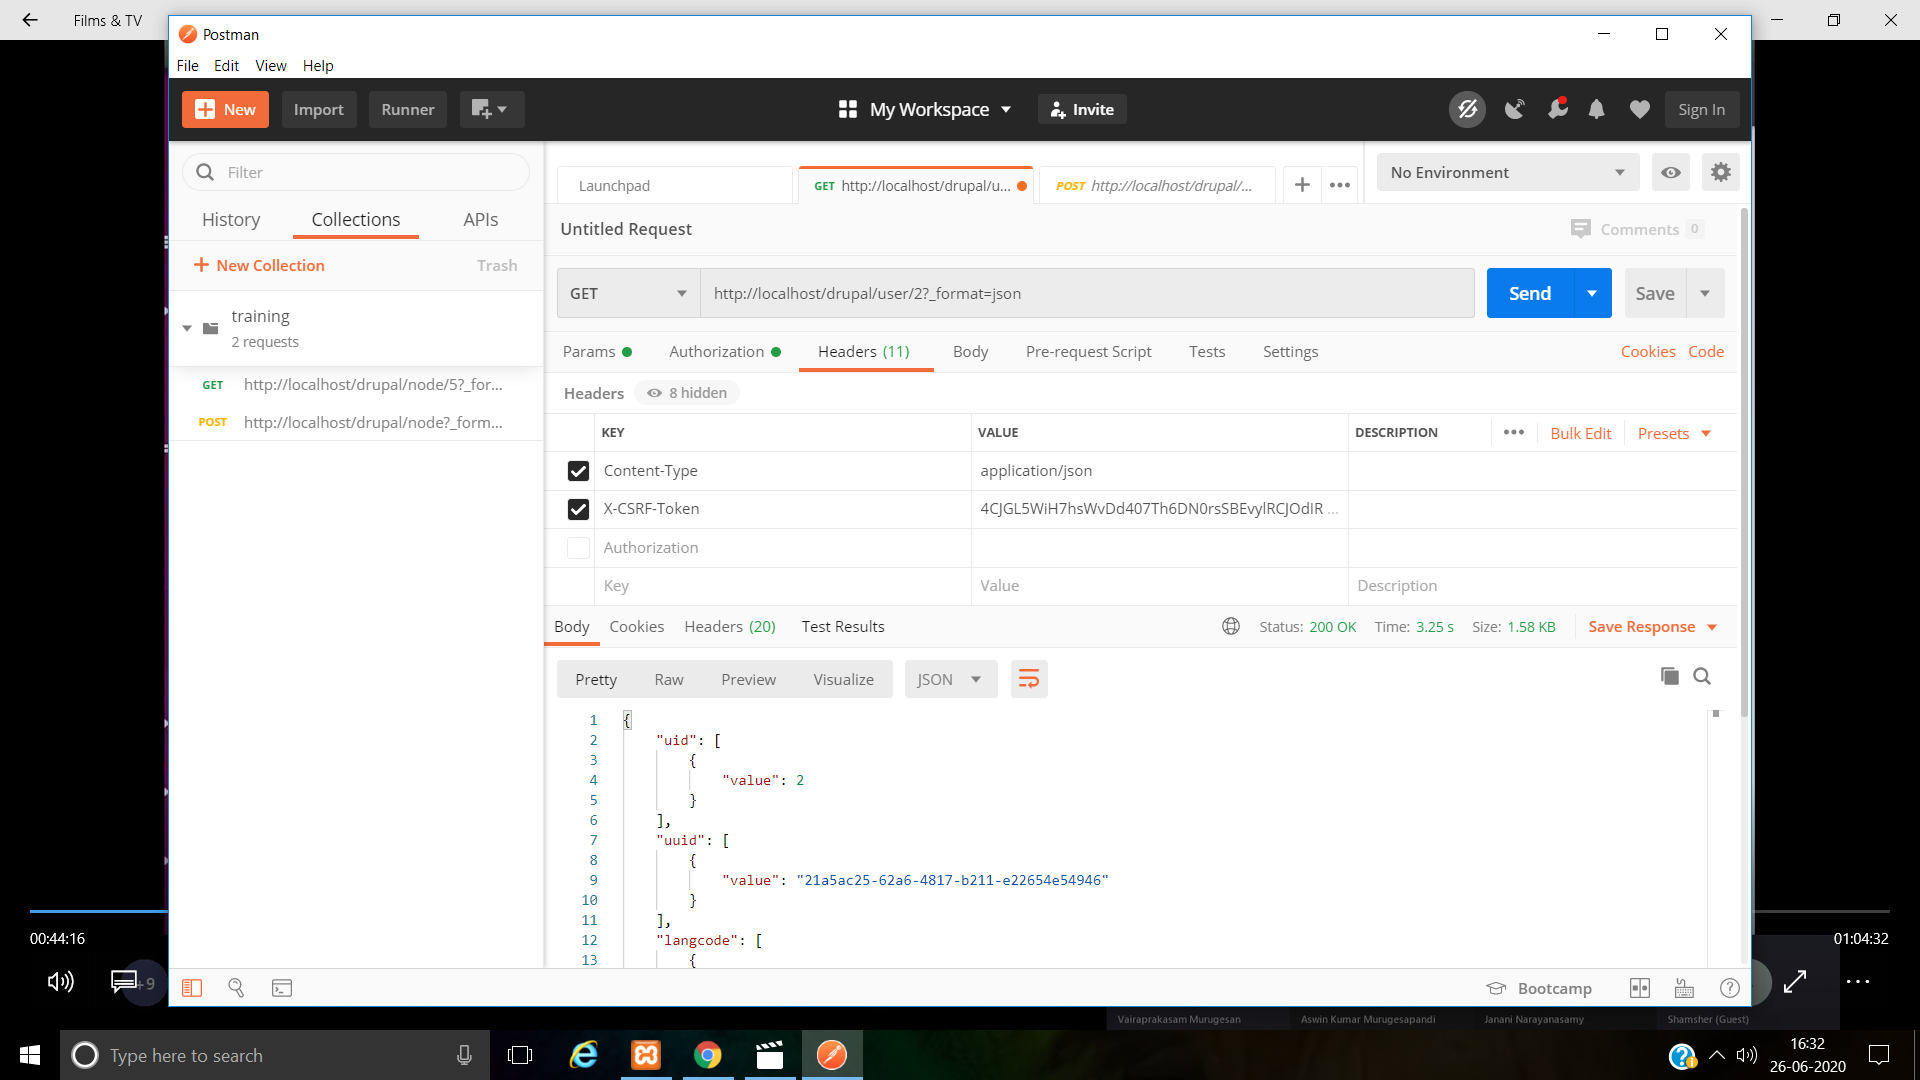 Films & TV
Postman
File Edit View Help
New Import Runner My Workspace Invite Sign In
Filter
History Collections APIs
New Collection Trash
training
2 requests
GET http://localhost/drupal/node/5?_for...
POST http://localhost/drupal/node?_form...
Launchpad GET http://localhost/drupal/u... POST http://localhost/drupal/... No Environment
Untitled Request Comments 0
GET http://localhost/drupal/user/2?_format=json Send Save
Params Authorization Headers (11) Body Pre-request Script Tests Settings Cookies Code
Headers 8 hidden
KEY VALUE DESCRIPTION Bulk Edit Presets
Content-Type application/json
X-CSRF-Token 4CJGL5WiH7hsWvDd407Th6DN0rsSBEvylRCJOdIR ...
Authorization
Key Value Description
Body Cookies Headers (20) Test Results Status: 200 OK Time: 3.25 s Size: 1.58 KB Save Response
Pretty Raw Preview Visualize JSON
1 {
2 "uid": [
3 {
4 "value": 2
5 }
6 ],
7 "uuid": [
8 {
9 "value": "21a5ac25-62a6-4817-b211-e22654e54946"
10 }
11 ],
12 "langcode": [
13 {
00:44:16 01:04:32
+9
Bootcamp
Vairaprakasam Murugesan Aswin Kumar Murugesapandi Janani Narayanasamy Shamsher (Guest)
Type here to search
16:32
26-06-2020